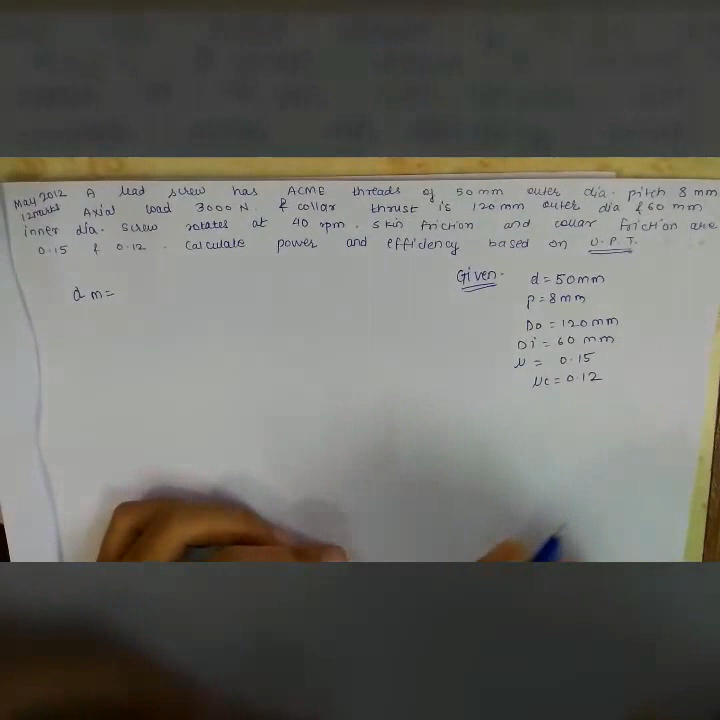 May 2012 A lead screw has ACME threads of 50 mm outer dia. pitch 8 mm
12 marks Axial load 3000 N. & collar thrust is 120 mm outer dia & 60 mm
inner dia. screw rotates at 40 rpm. skin friction and collar friction are
0.15 & 0.12. Calculate power and efficiency based on U.P.T.
Given.
d = 50mm
dm=
p = 8 mm
Do = 120 mm
Di = 60 mm
μ = 0.15
μc = 0.12